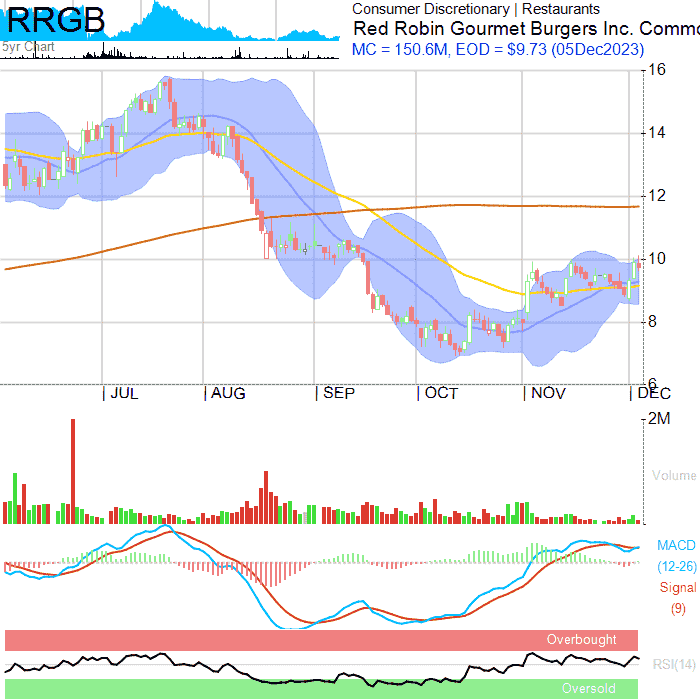 RRGB
5yr Chart
Consumer Discretionary | Restaurants
Red Robin Gourmet Burgers Inc. Commo
MC = 150.6M, EOD = $9.73 (05Dec2023)
16
14
12
10
8
6
| JUL | AUG | SEP | OCT | NOV | DEC
2M
Volume
MACD
(12-26)
Signal
(9)
Overbought
RSI(14)
Oversold